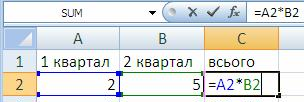 SUM =A2*B2
A B C
1 1 квартал 2 квартал всього
2 2 5 =A2*B2